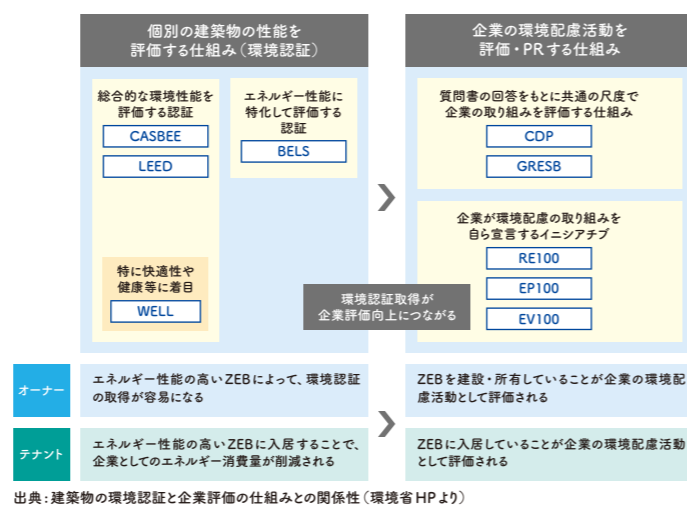 個別の建築物の性能を
評価する仕組み（環境認証）
総合的な環境性能を
評価する認証
CASBEE
LEED
特に快適性や
健康等に着目
WELL
エネルギー性能に
特化して評価する
認証
BELS
環境認証取得が
企業評価向上につながる
企業の環境配慮活動を
評価・PRする仕組み
質問書の回答をもとに共通の尺度で
企業の取り組みを評価する仕組み
CDP
GRESB
企業が環境配慮の取り組みを
自ら宣言するイニシアチブ
RE100
EP100
EV100
オーナー
エネルギー性能の高いZEBによって、環境認証
の取得が容易になる
ZEBを建設・所有していることが企業の環境配
慮活動として評価される
テナント
エネルギー性能の高いZEBに入居することで、
企業としてのエネルギー消費量が削減される
ZEBに入居していることが企業の環境配慮活動
として評価される
出典：建築物の環境認証と企業評価の仕組みとの関係性（環境省HPより）